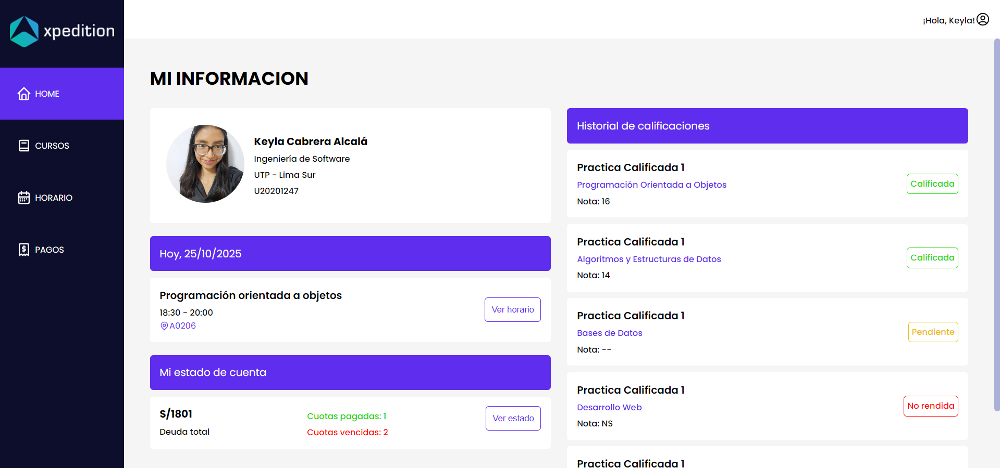 xpedition
¡Hola, Keyla!
HOME
CURSOS
HORARIO
PAGOS
MI INFORMACION
Keyla Cabrera Alcalá
Ingeniería de Software
UTP - Lima Sur
U20201247
Hoy, 25/10/2025
Programación orientada a objetos
18:30 - 20:00
A0206
Ver horario
Mi estado de cuenta
S/1801
Deuda total
Cuotas pagadas: 1
Cuotas vencidas: 2
Ver estado
Historial de calificaciones
Practica Calificada 1
Programación Orientada a Objetos
Nota: 16
Calificada
Practica Calificada 1
Algoritmos y Estructuras de Datos
Nota: 14
Calificada
Practica Calificada 1
Bases de Datos
Nota: --
Pendiente
Practica Calificada 1
Desarrollo Web
Nota: NS
No rendida
Practica Calificada 1